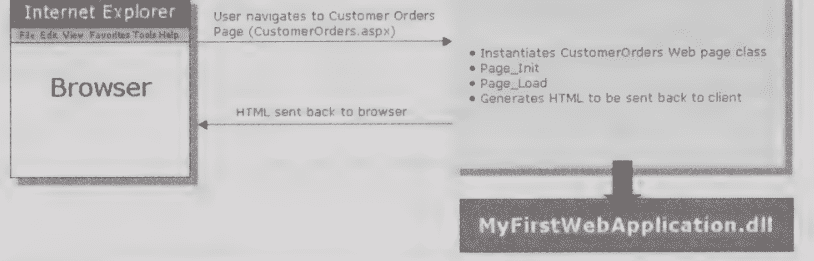 Internet Explorer
File Edit View Favorites Tools Help
Browser
User navigates to Customer Orders
Page (CustomerOrders.aspx)
HTML sent back to browser
• Instantiates CustomerOrders Web page class
• Page_Init
• Page_Load
• Generates HTML to be sent back to client
MyFirstWebApplication.dll